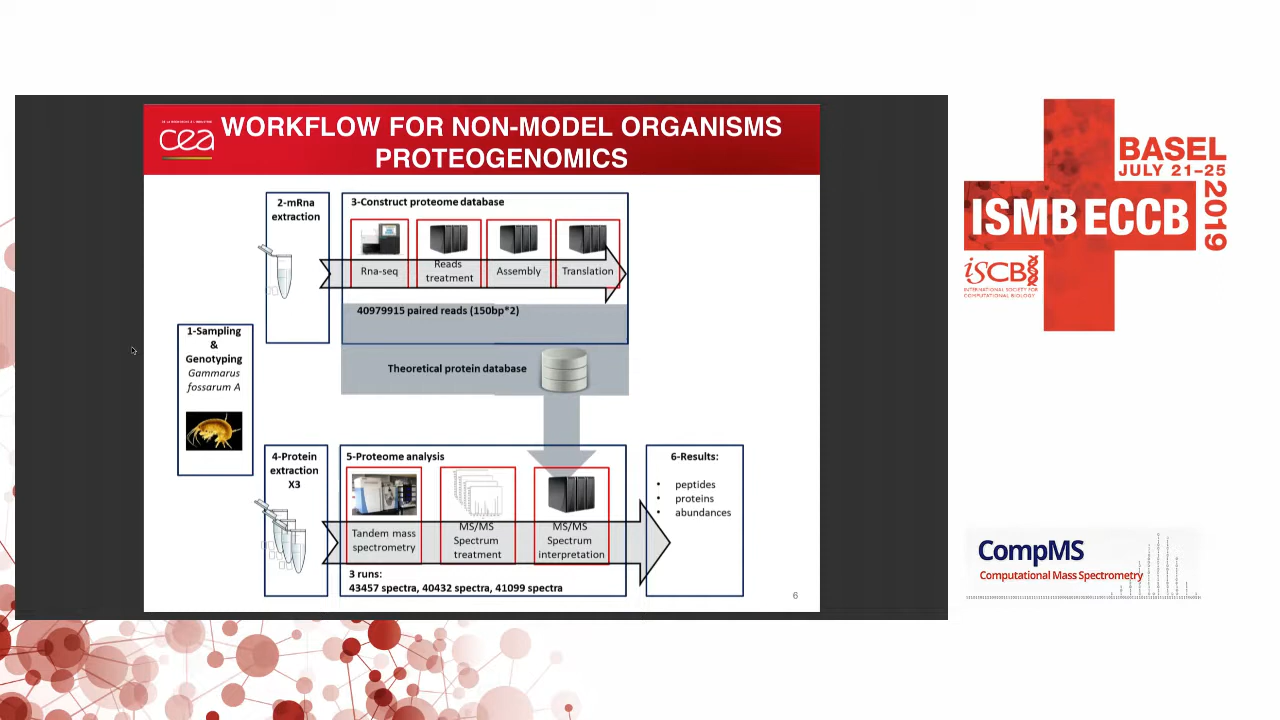 cea
WORKFLOW FOR NON-MODEL ORGANISMS
PROTEOGENOMICS
2-mRna
extraction
3-Construct proteome database
Rna-seq
Reads
treatment
Assembly
Translation
40979915 paired reads (150bp*2)
Theoretical protein database
1-Sampling
&
Genotyping
Gammarus
fossarum A
4-Protein
extraction
X3
5-Proteome analysis
Tandem mass
spectrometry
MS/MS
Spectrum
treatment
MS/MS
Spectrum
interpretation
3 runs:
43457 spectra, 40432 spectra, 41099 spectra
6-Results:
• peptides
• proteins
• abundances
6
BASEL
JULY 21–25
2019
ISMB ECCB
iSCB
INTERNATIONAL SOCIETY FOR
COMPUTATIONAL BIOLOGY
CompMS
Computational Mass Spectrometry